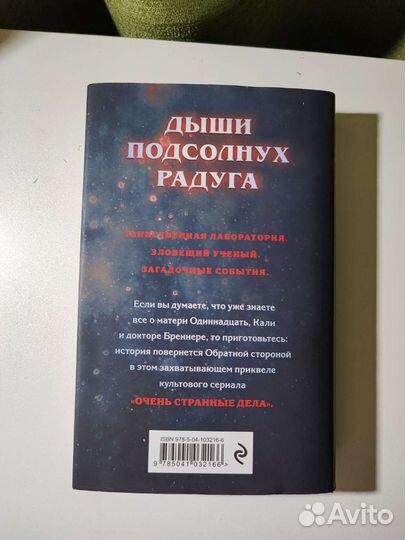 ДЫШИ
ПОДСОЛНУХ
РАДУГА
ТАИНСТВЕННАЯ ЛАБОРАТОРИЯ.
ЗЛОВЕЩИЙ УЧЕНЫЙ.
ЗАГАДОЧНЫЕ СОБЫТИЯ.
Если вы думаете, что уже знаете
все о матери Одиннадцать, Кали
и докторе Бреннере, то приготовьтесь:
история повернется Обратной стороной
в этом захватывающем приквеле
культового сериала
«ОЧЕНЬ СТРАННЫЕ ДЕЛА».
ISBN 978-5-04-103216-6
9 785041 032166 >
Avito